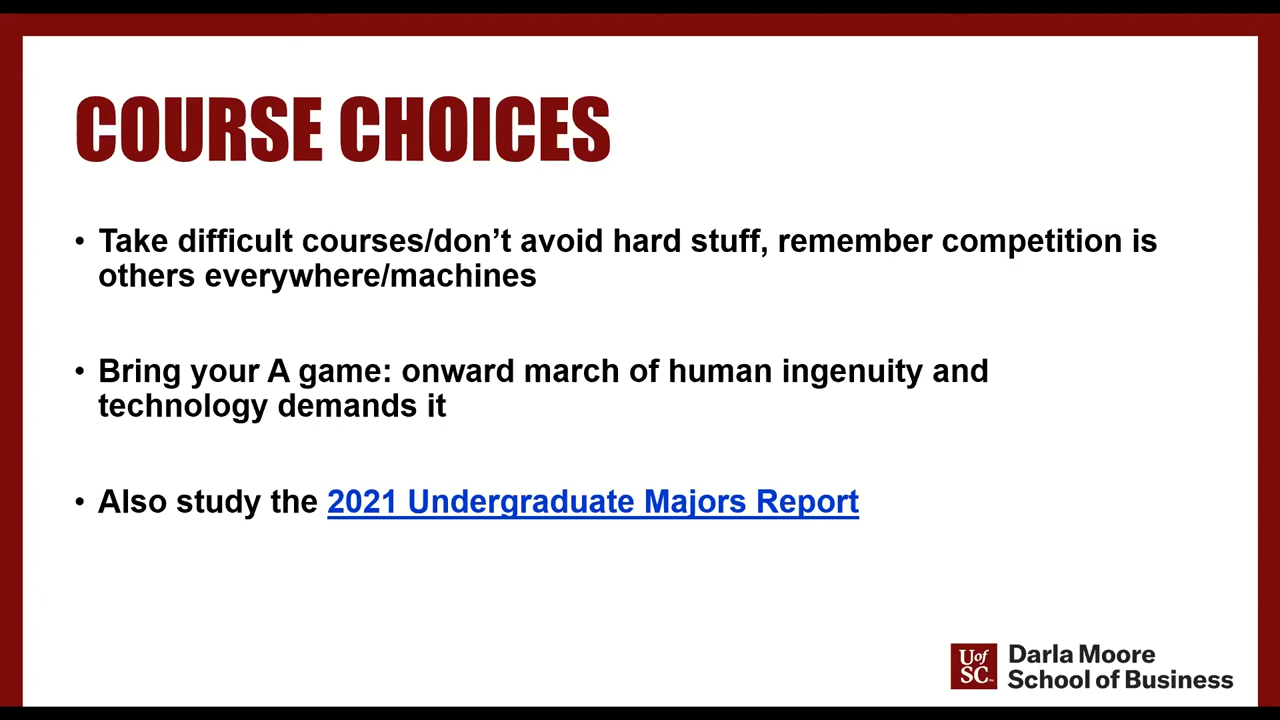 COURSE CHOICES
• Take difficult courses/don’t avoid hard stuff, remember competition is
others everywhere/machines
• Bring your A game: onward march of human ingenuity and
technology demands it
• Also study the 2021 Undergraduate Majors Report
UofSC
Darla Moore
School of Business